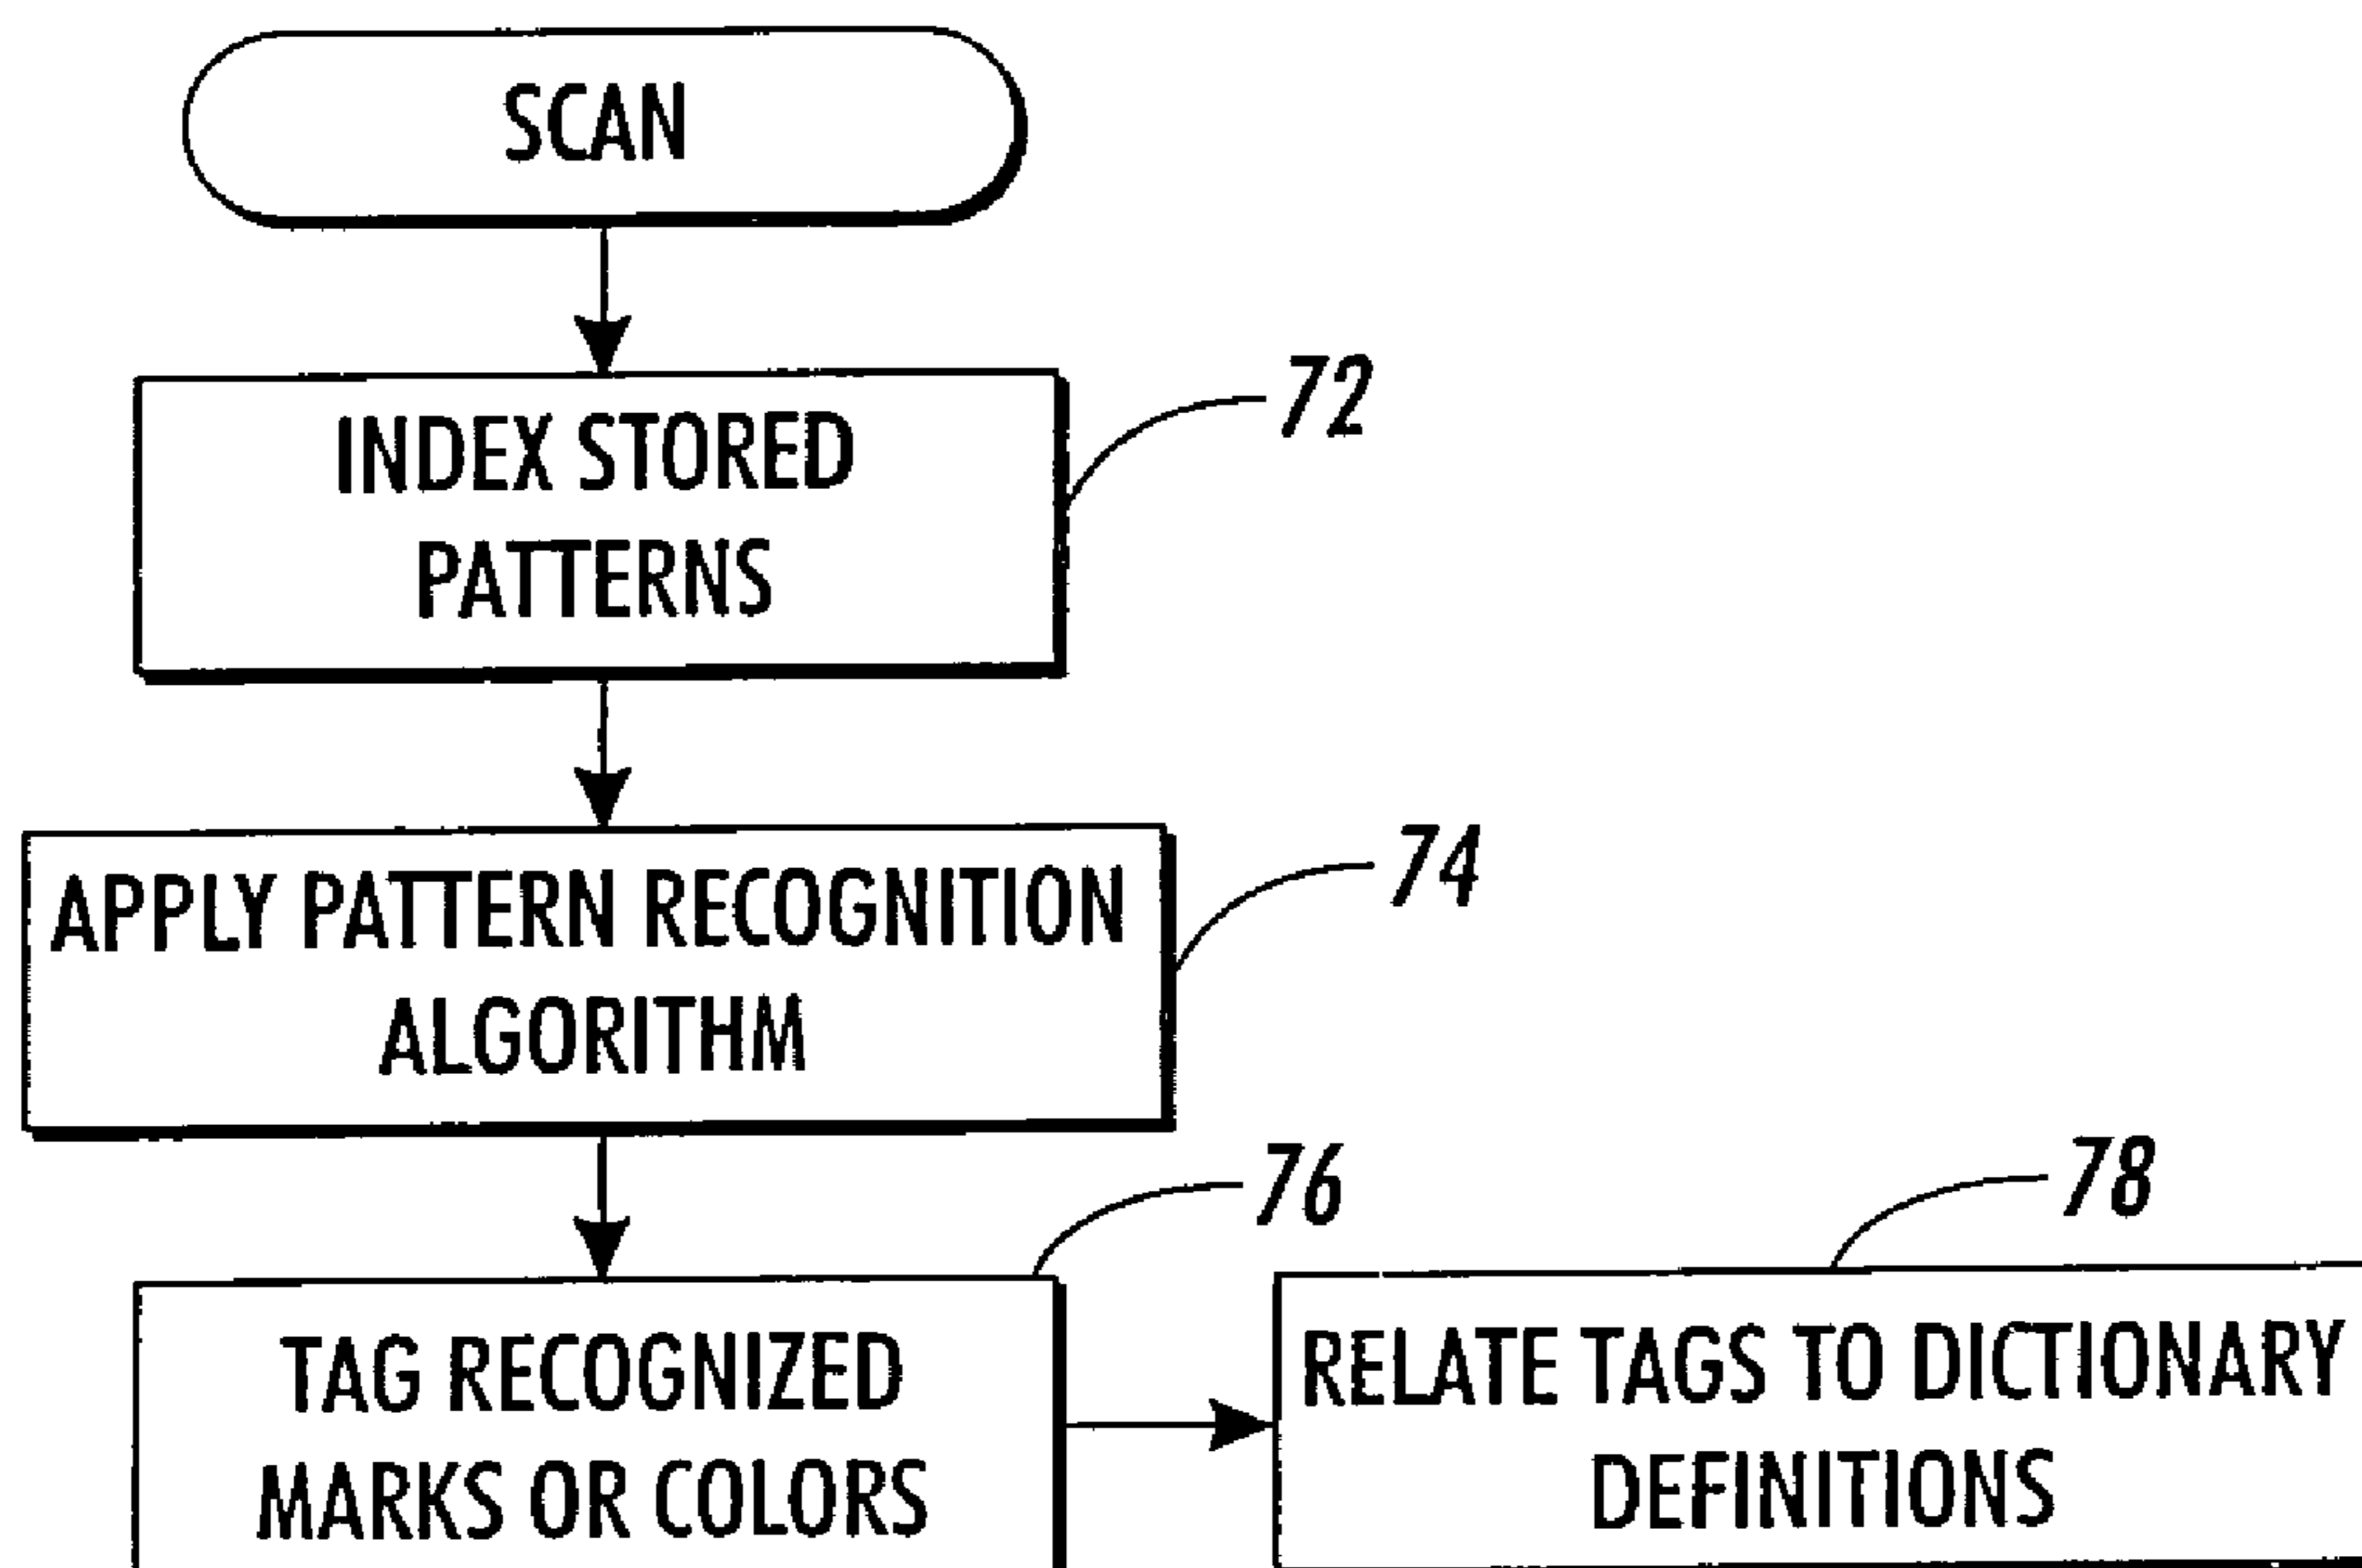 SCAN
INDEX STORED
PATTERNS
72
APPLY PATTERN RECOGNITION
ALGORITHM
74
TAG RECOGNIZED
MARKS OR COLORS
76
RELATE TAGS TO DICTIONARY
DEFINITIONS
78